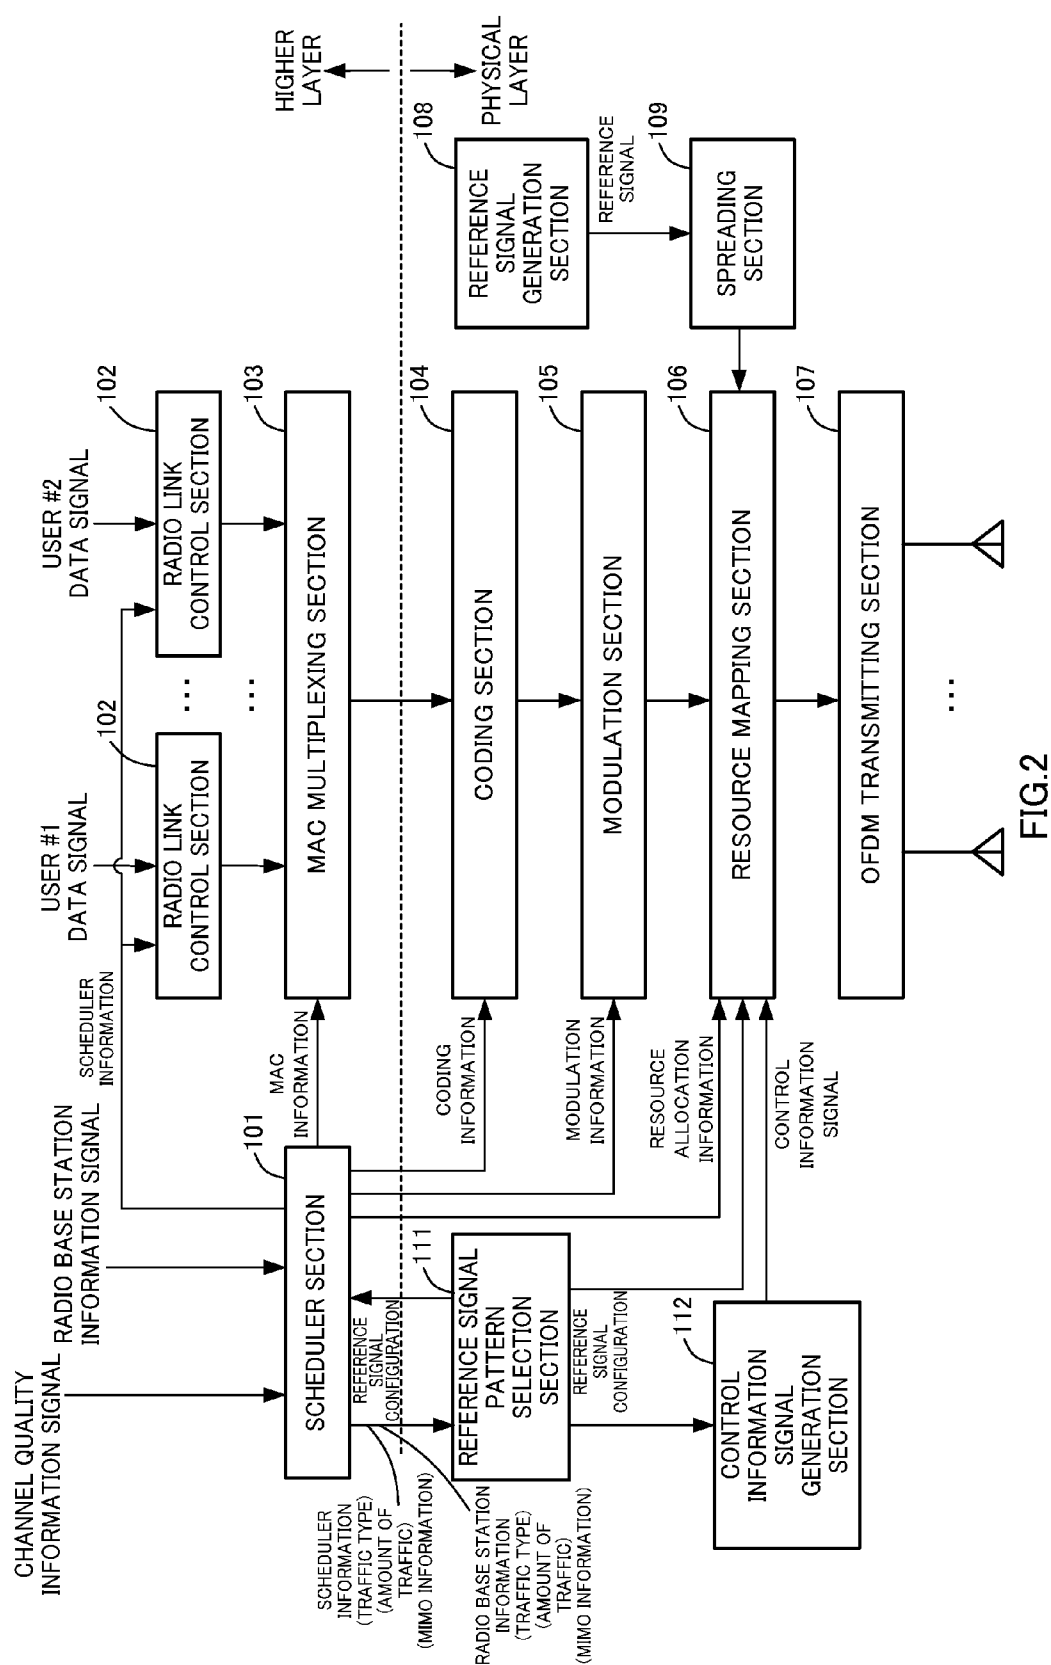 CHANNEL QUALITY
INFORMATION SIGNAL
RADIO BASE STATION
INFORMATION SIGNAL
SCHEDULER
INFORMATION
USER #1
DATA SIGNAL
USER #2
DATA SIGNAL
102
RADIO LINK
CONTROL SECTION
...
102
RADIO LINK
CONTROL SECTION
...
HIGHER
LAYER
PHYSICAL
LAYER
101
SCHEDULER SECTION
MAC
INFORMATION
103
MAC MULTIPLEXING SECTION
SCHEDULER
INFORMATION
(TRAFFIC TYPE)
(AMOUNT OF
TRAFFIC)
(MIMO INFORMATION)
REFERENCE
SIGNAL
CONFIGURATION
RADIO BASE STATION
INFORMATION
(TRAFFIC TYPE)
(AMOUNT OF
TRAFFIC)
(MIMO INFORMATION)
111
REFERENCE SIGNAL
PATTERN
SELECTION
SECTION
CODING
INFORMATION
104
CODING SECTION
108
REFERENCE
SIGNAL
GENERATION
SECTION
REFERENCE
SIGNAL
CONFIGURATION
MODULATION
INFORMATION
105
MODULATION SECTION
REFERENCE
SIGNAL
RESOURCE
ALLOCATION
INFORMATION
106
RESOURCE MAPPING SECTION
109
SPREADING
SECTION
112
CONTROL
INFORMATION
SIGNAL
GENERATION
SECTION
CONTROL
INFORMATION
SIGNAL
107
OFDM TRANSMITTING SECTION
...
FIG.2